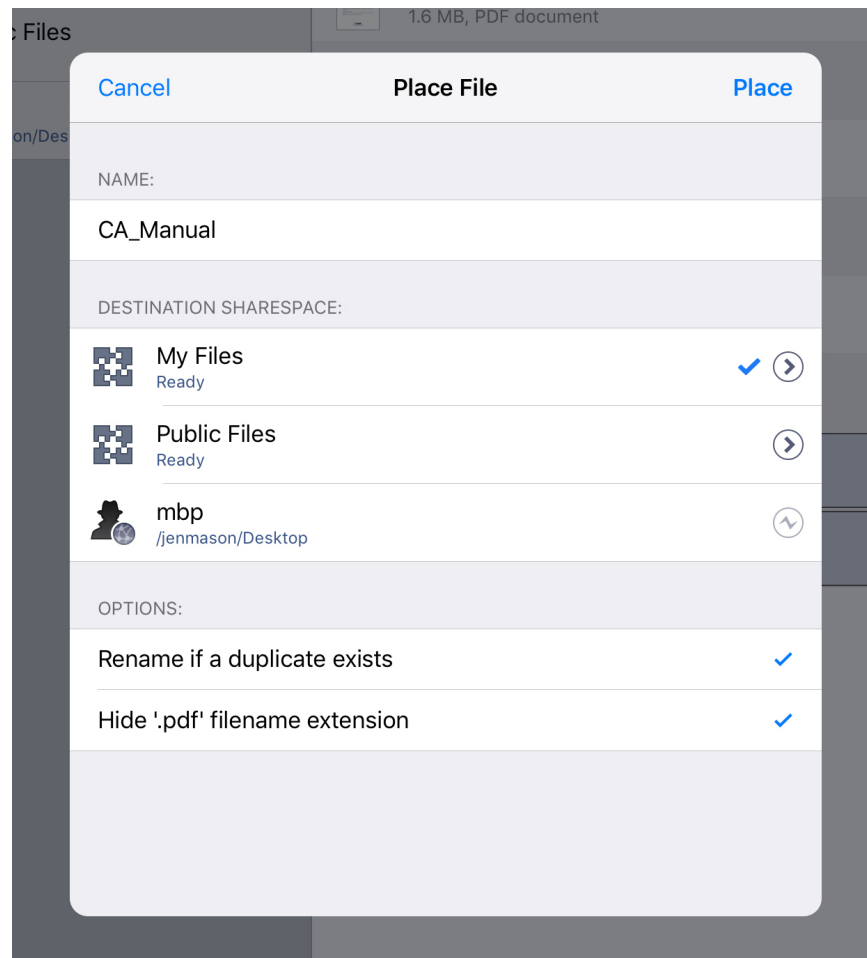 Files
1.6 MB, PDF document
on/Des
Cancel
Place File
Place
NAME:
CA_Manual
DESTINATION SHARESPACE:
My Files
Ready
Public Files
Ready
mbp
/jenmason/Desktop
OPTIONS:
Rename if a duplicate exists
Hide '.pdf' filename extension